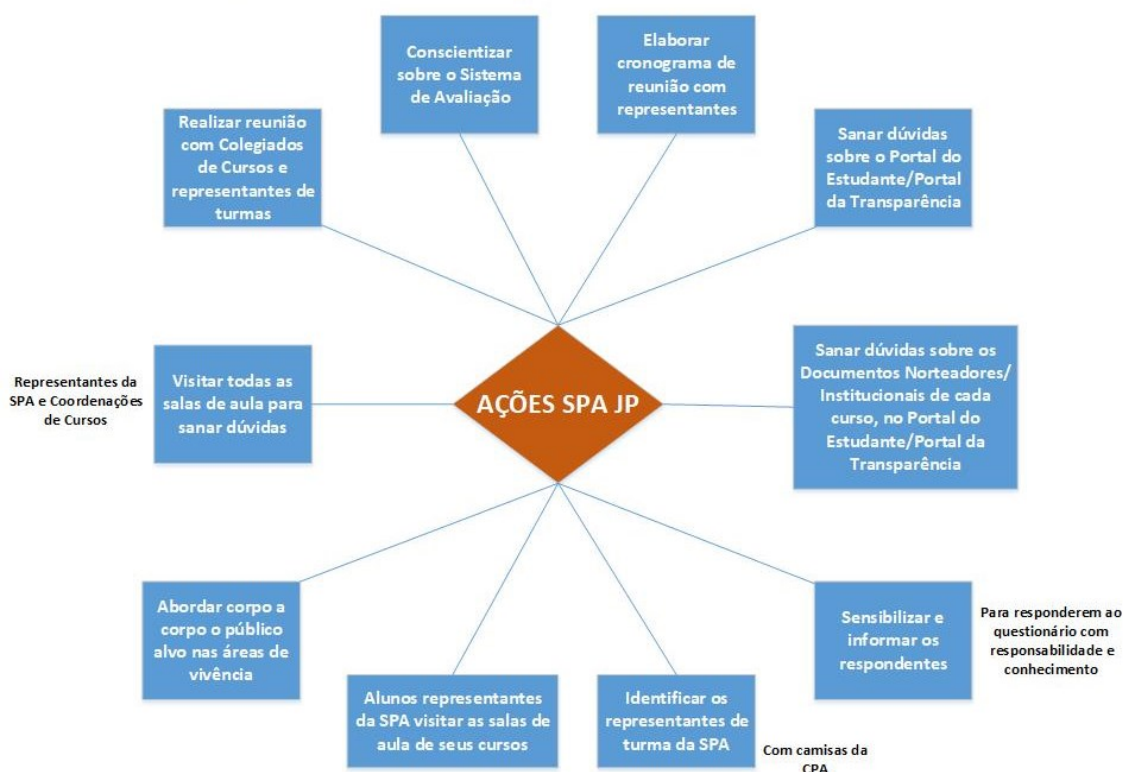 Conscientizar
sobre o Sistema
de Avaliação
Elaborar
cronograma de
reunião com
representantes
Realizar reunião
com Colegiados
de Cursos e
representantes de
turmas
Sanar dúvidas
sobre o Portal do
Estudante/Portal
da Transparência
Representantes da
SPA e Coordenações
de Cursos
Visitar todas as
salas de aula para
sanar dúvidas
AÇÕES SPA JP
Sanar dúvidas sobre os
Documentos Norteadores/
Institucionais de cada
curso, no Portal do
Estudante/Portal da
Transparência
Abordar corpo a
corpo o público
alvo nas áreas de
vivência
Alunos representantes
da SPA visitar as salas de
aula de seus cursos
Identificar os
representantes de
turma da SPA
Com camisas da
CPA
Sensibilizar e
informar os
respondentes
Para responderem ao
questionário com
responsabilidade e
conhecimento